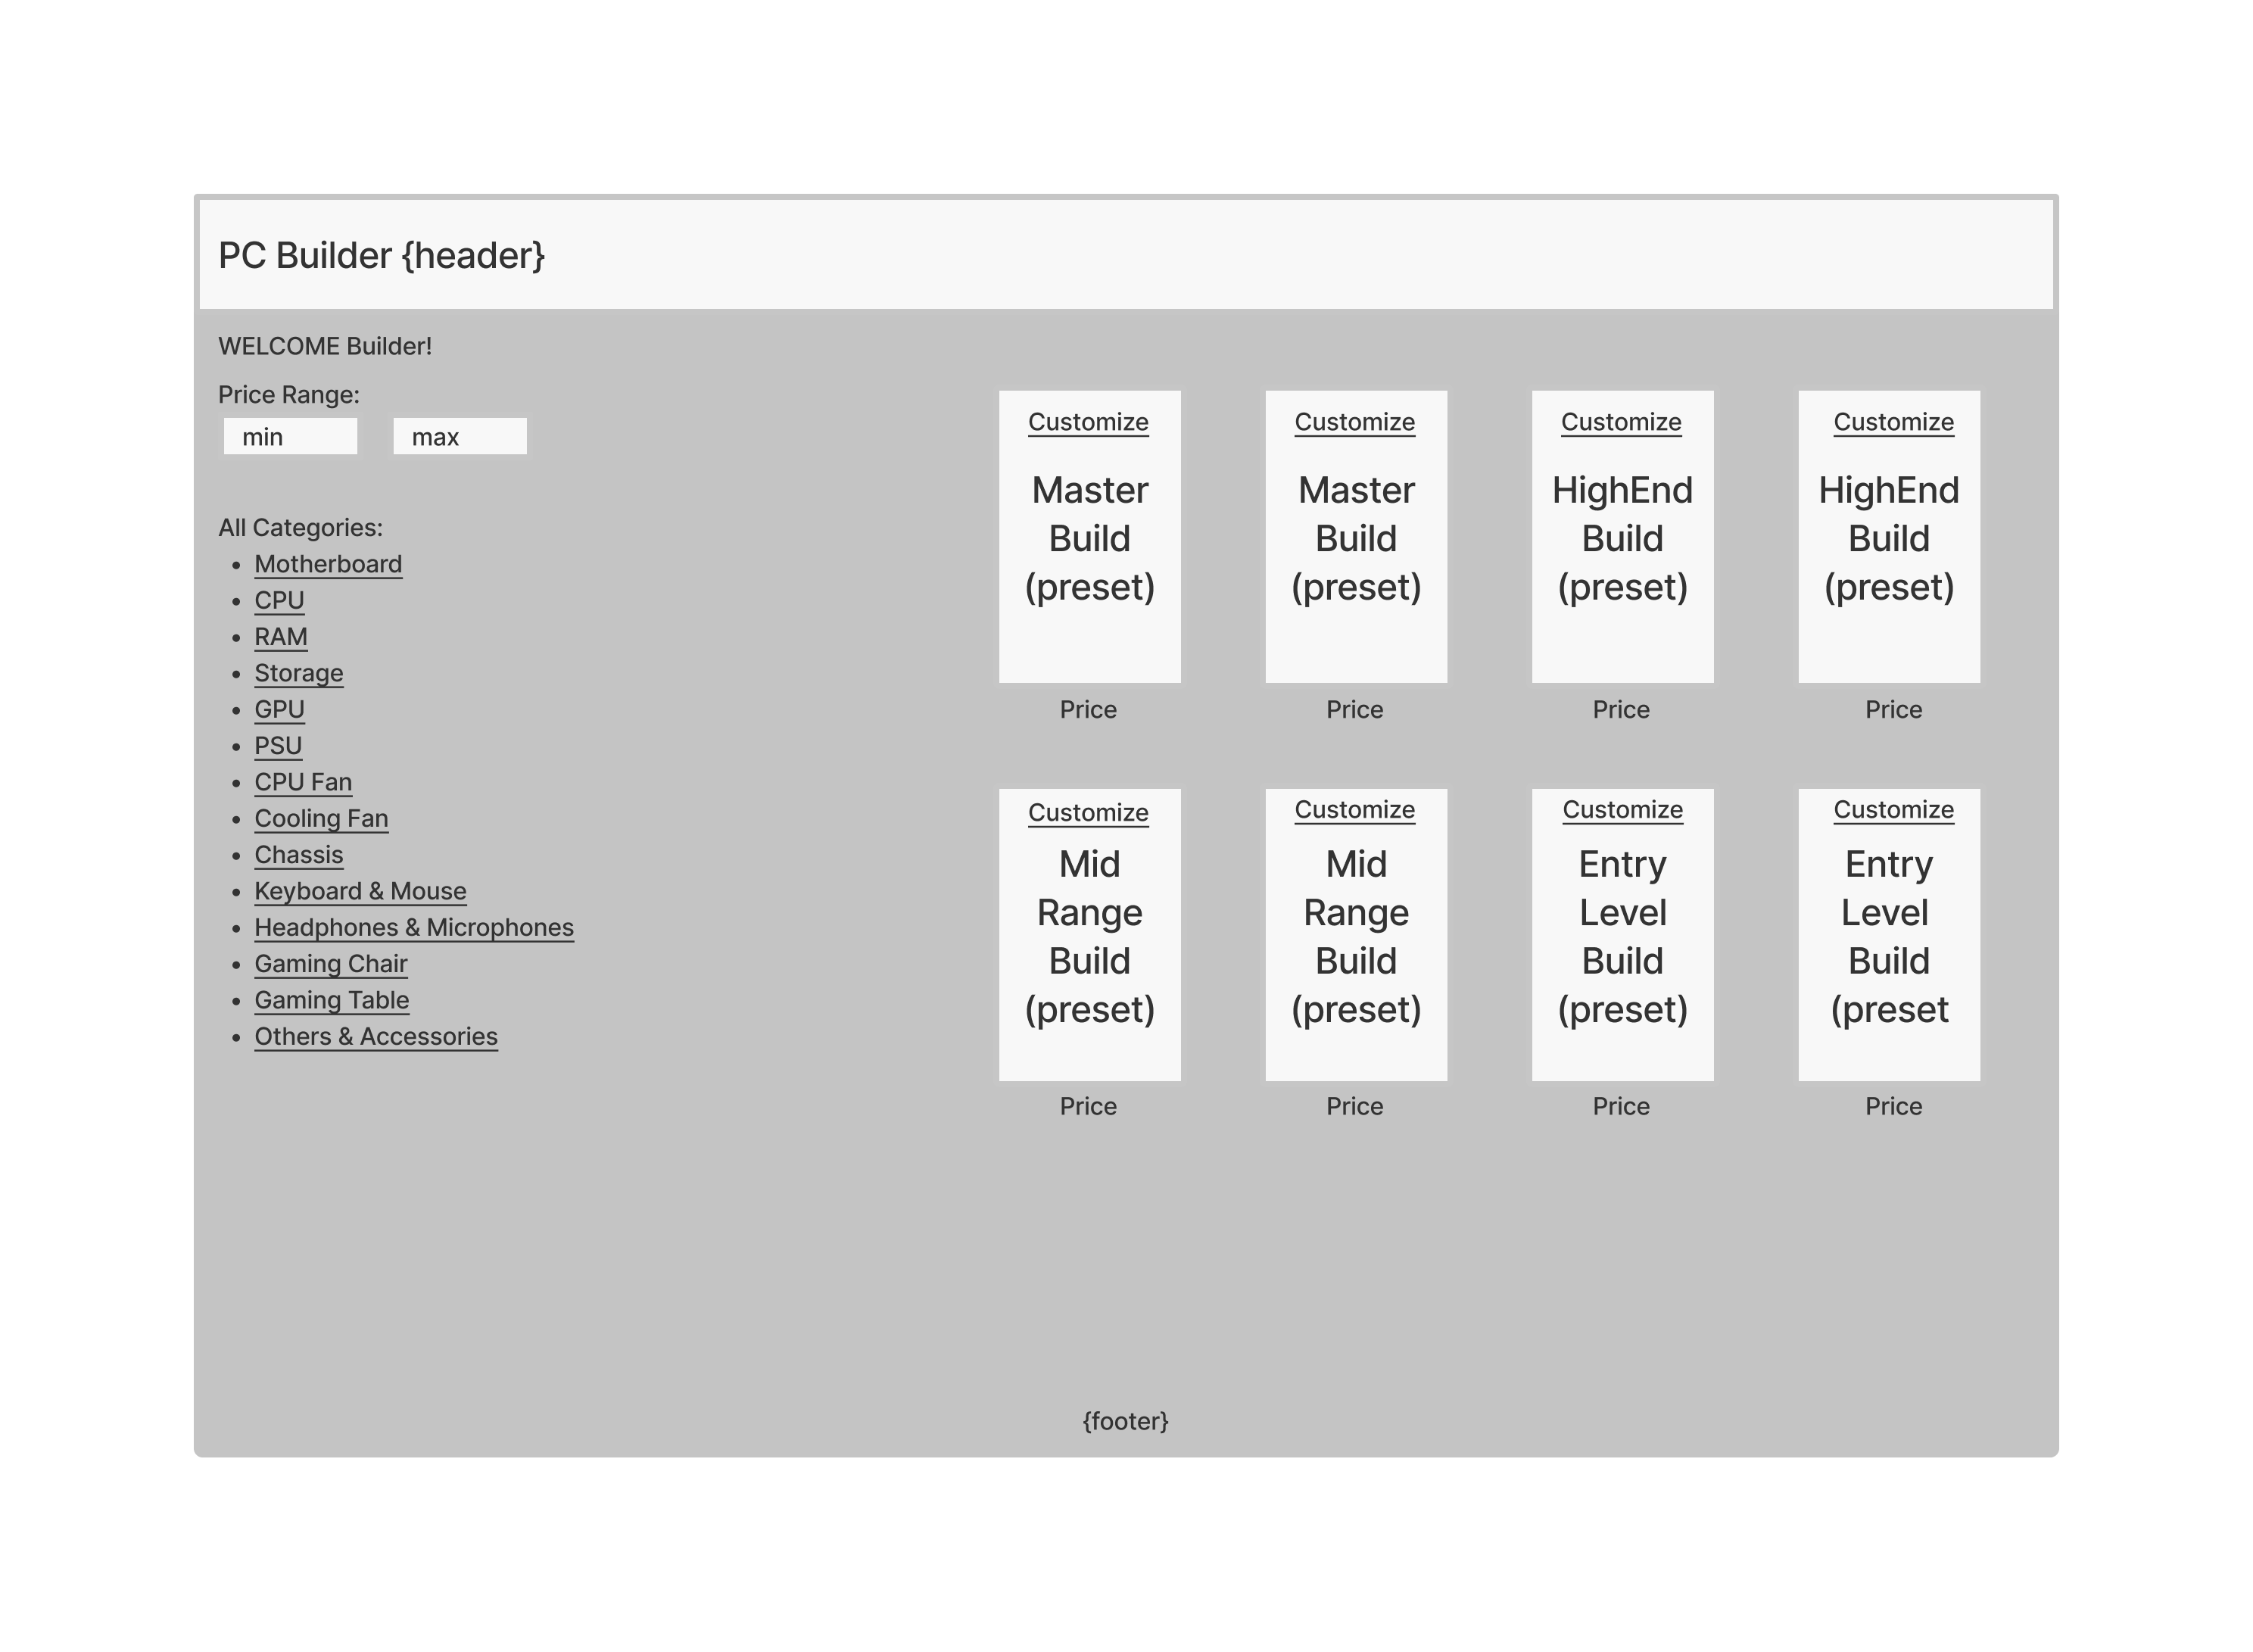 PC Builder {header}
WELCOME Builder!
Price Range:
min
max
All Categories:
• Motherboard
• CPU
• RAM
• Storage
• GPU
• PSU
• CPU Fan
• Cooling Fan
• Chassis
• Keyboard & Mouse
• Headphones & Microphones
• Gaming Chair
• Gaming Table
• Others & Accessories
Customize
Master
Build
(preset)
Price
Customize
Master
Build
(preset)
Price
Customize
HighEnd
Build
(preset)
Price
Customize
HighEnd
Build
(preset)
Price
Customize
Mid
Range
Build
(preset)
Price
Customize
Mid
Range
Build
(preset)
Price
Customize
Entry
Level
Build
(preset)
Price
Customize
Entry
Level
Build
(preset
Price
{footer}